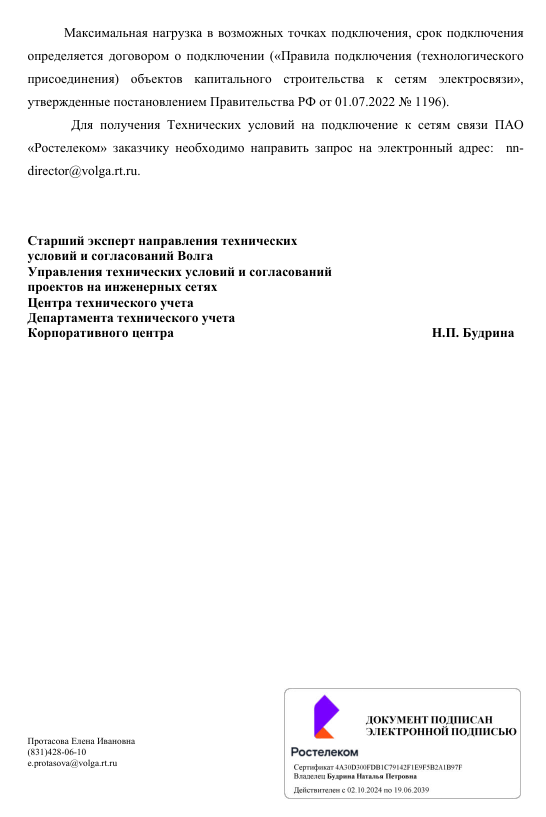 Максимальная нагрузка в возможных точках подключения, срок подключения
определяется договором о подключении («Правила подключения (технологического
присоединения) объектов капитального строительства к сетям электросвязи»,
утвержденные постановлением Правительства РФ от 01.07.2022 № 1196).
Для получения Технических условий на подключение к сетям связи ПАО
«Ростелеком» заказчику необходимо направить запрос на электронный адрес: nn-
director@volga.rt.ru.
Старший эксперт направления технических
условий и согласований Волга
Управления технических условий и согласований
проектов на инженерных сетях
Центра технического учета
Департамента технического учета
Корпоративного центра Н.П. Будрина
Протасова Елена Ивановна
(831)428-06-10
e.protasova@volga.rt.ru
ДОКУМЕНТ ПОДПИСАН
ЭЛЕКТРОННОЙ ПОДПИСЬЮ
Ростелеком
Сертификат 4A30D300FDB1C79142F1E9F5B2A1B97F
Владелец Будрина Наталья Петровна
Действителен с 02.10.2024 по 19.06.2039